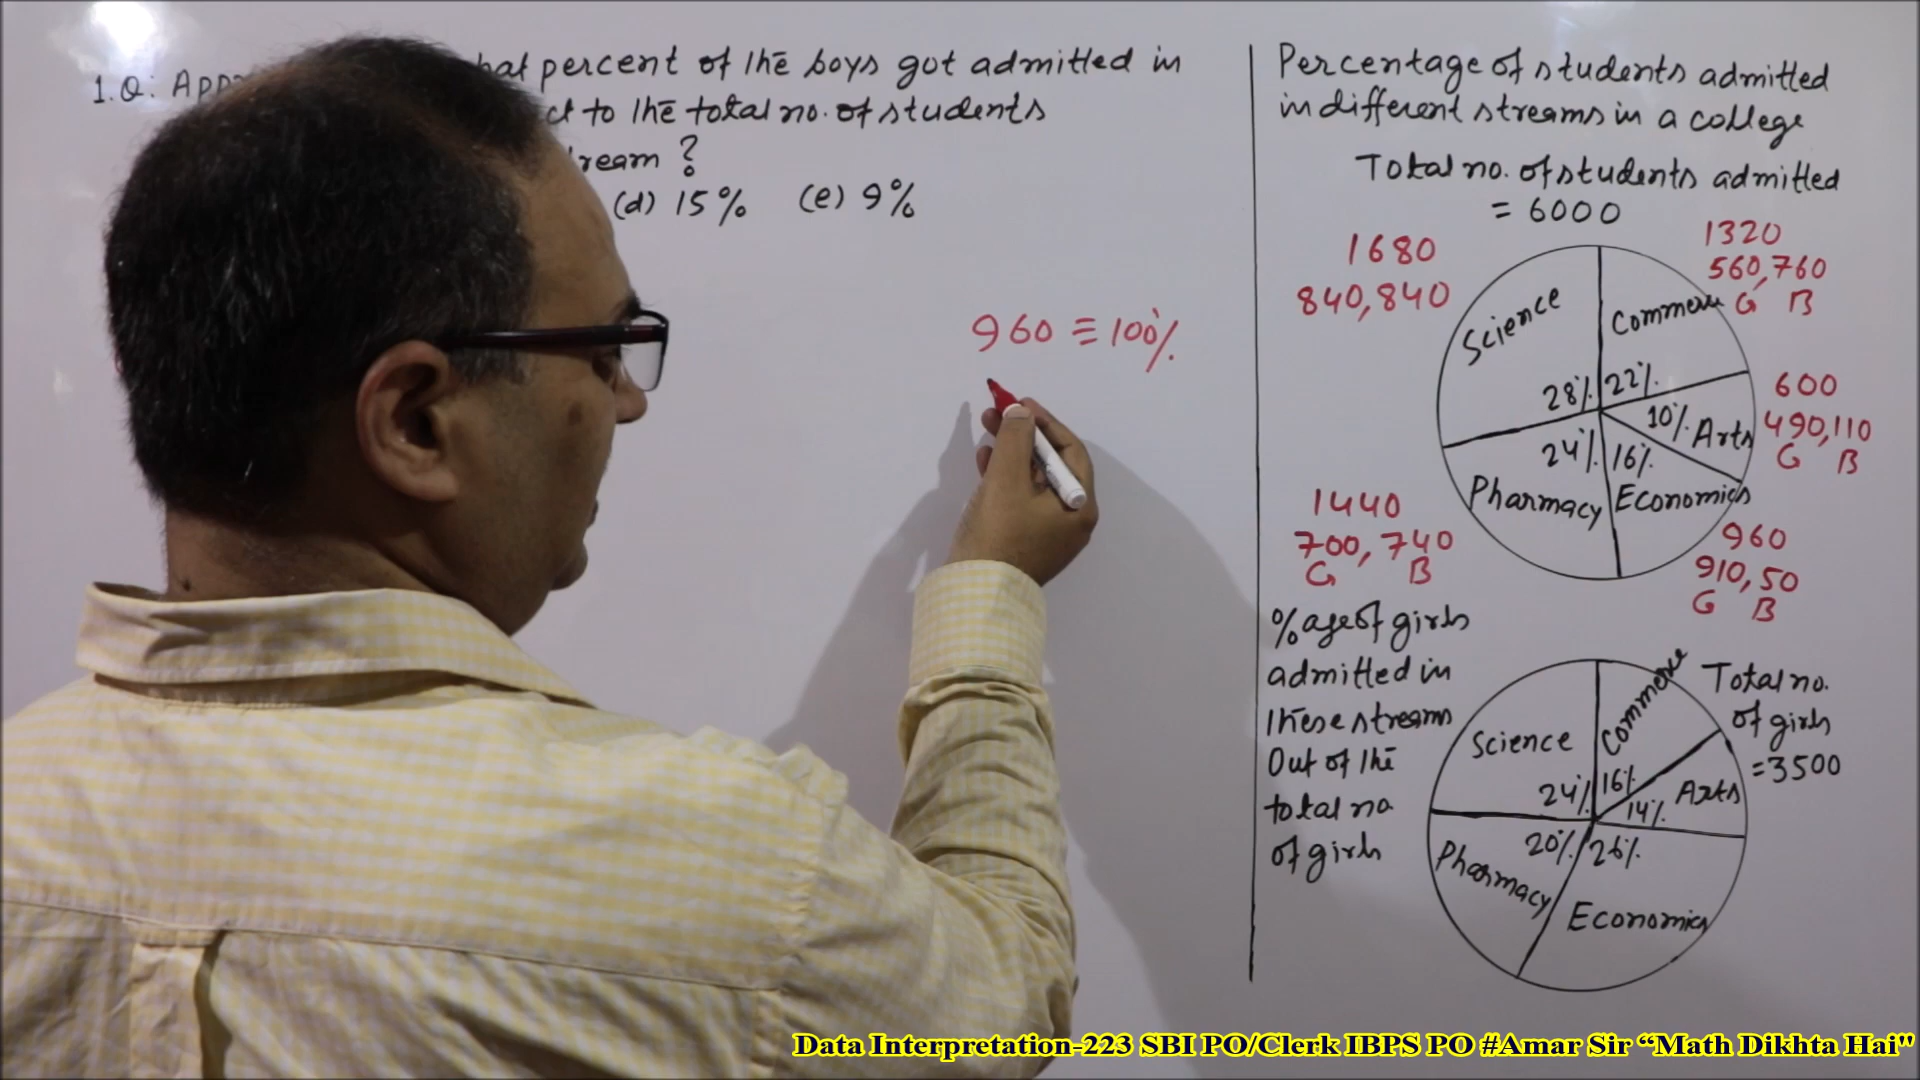 1.Q: App hat percent of the boys got admitted in
ct to the total no. of students
tream ?
(d) 15% (e) 9%
960 ≡ 100%
Percentage of students admitted
in different streams in a college
Total no. of students admitted
= 6000
1680
840, 840
1320
560, 760
G B
600
490, 110
G B
1440
700, 740
G B
960
910, 50
G B
Science
28%
Commerce
22%
10% Arts
24%
Pharmacy
16%
Economics
%age of girls
admitted in
these streams
Out of the
total no.
of girls
Science
24%
Commerce
16%
Arts
14%
20%
Pharmacy
26%
Economics
Total no.
of girls
=3500
Data Interpretation-223 SBI PO/Clerk IBPS PO #Amar Sir “Math Dikhta Hai"